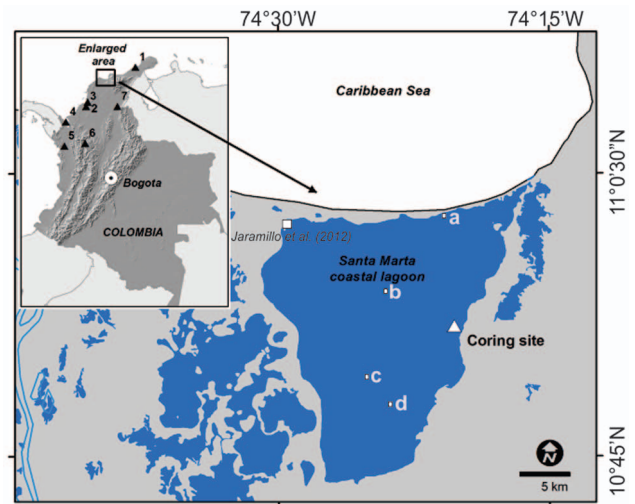 74°30'W
74°15'W
Enlarged
area
1
3
2
7
4
5
6
Bogota
COLOMBIA
Caribbean Sea
11°0'30"N
a
Jaramillo et al. (2012)
Santa Marta
coastal lagoon
b
Coring site
c
d
N
5 km
10°45'N